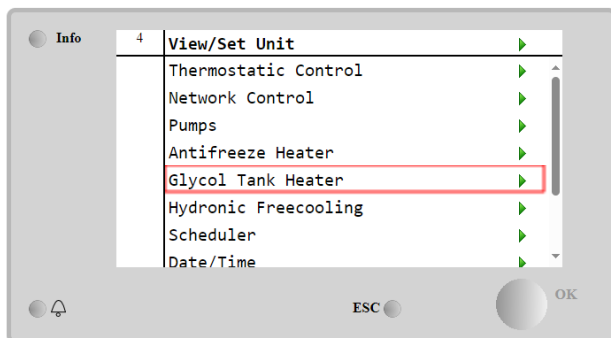 Info
4 View/Set Unit
Thermostatic Control
Network Control
Pumps
Antifreeze Heater
Glycol Tank Heater
Hydronic Freecooling
Scheduler
Date/Time
ESC
OK